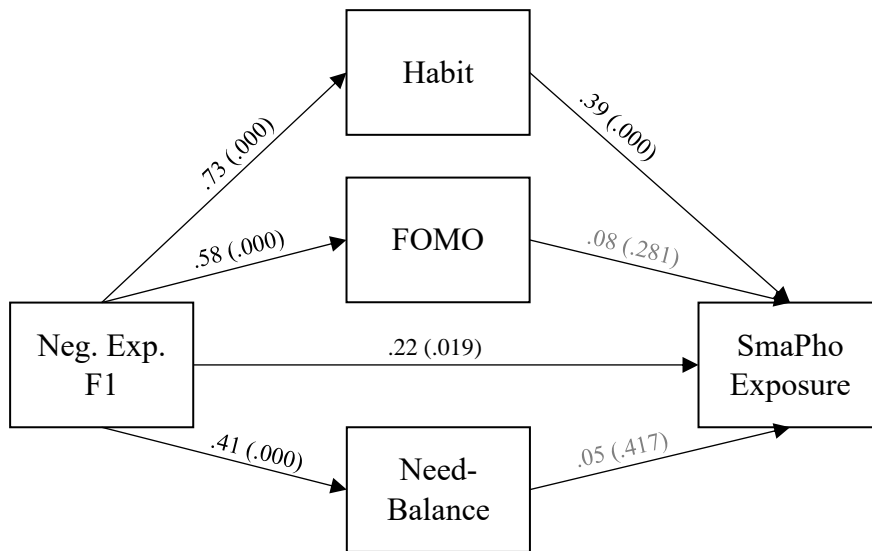 Habit
.73 (.000)
.39 (.000)
FOMO
.58 (.000)
.08 (.281)
Neg. Exp.
F1
.22 (.019)
SmaPho
Exposure
.41 (.000)
Need-
Balance
.05 (.417)